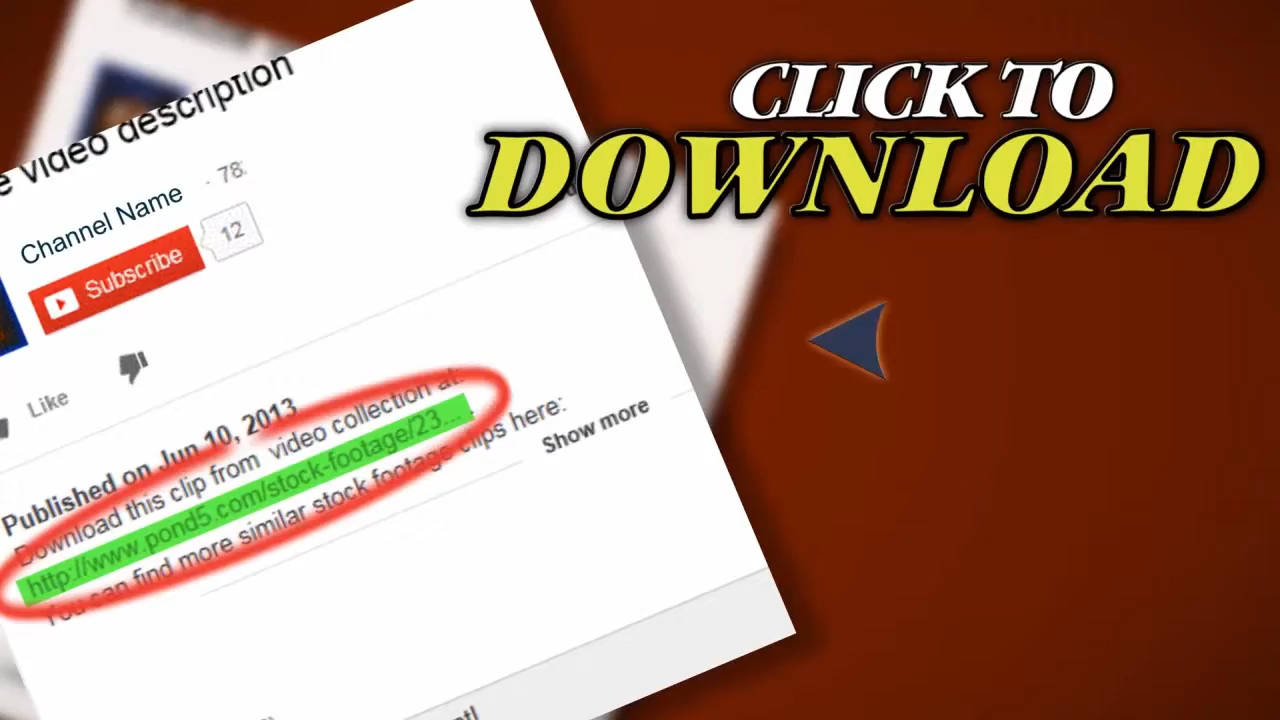 CLICK TO
DOWNLOAD
video description
Channel Name
78
Subscribe
12
Like
Published on Jun 10, 2013
Download this clip from video collection at:
http://www.pond5.com/stock-footage/23...
You can find more similar stock footage clips here:
Show more